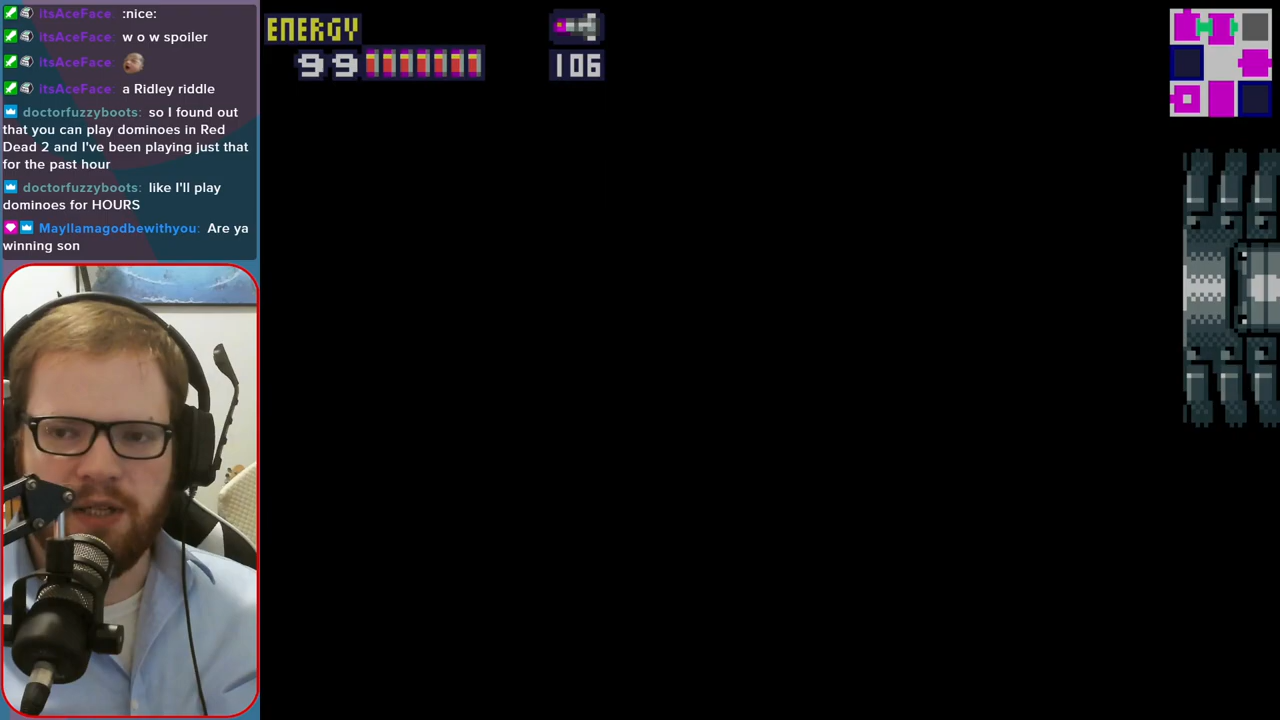 itsAceFace: :nice:
itsAceFace: w o w spoiler
itsAceFace:
itsAceFace: a Ridley riddle
doctorfuzzyboots: so I found out
that you can play dominoes in Red
Dead 2 and I've been playing just that
for the past hour
doctorfuzzyboots: like I'll play
dominoes for HOURS
Mayllamagodbewithyou: Are ya
winning son
ENERGY
99
106